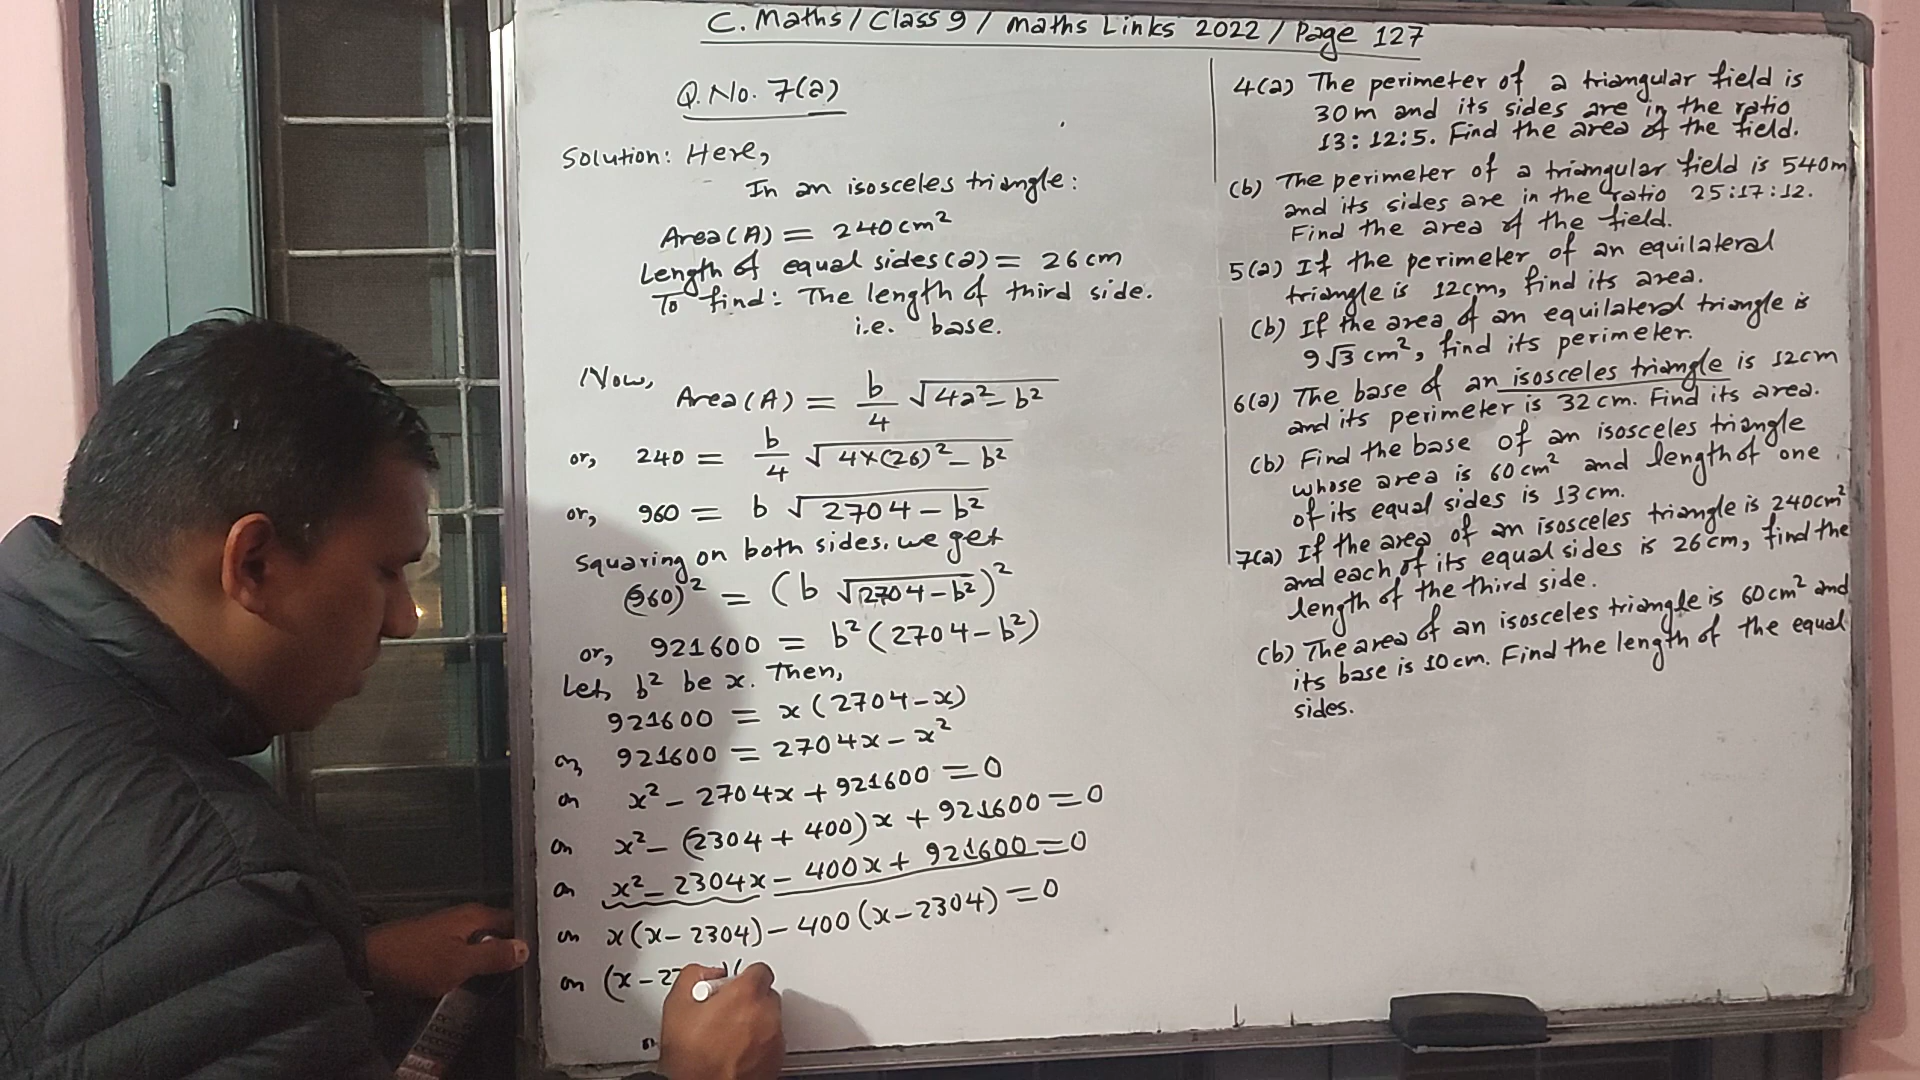 C. Maths / Class 9 / Maths Links 2022 / Page 127
Q. No. 7(a)
Solution: Here,
In an isosceles triangle:
Area (A) = 240 cm²
Length of equal sides (a) = 26 cm
To find: The length of third side.
i.e. base.
Now,
Area (A) = b/4 √(4a² - b²)
or, 240 = b/4 √(4×(26)² - b²)
or, 960 = b √(2704 - b²)
Squaring on both sides, we get
(960)² = (b √(2704 - b²))²
or, 921600 = b² (2704 - b²)
Let, b² be x. Then,
921600 = x (2704 - x)
or, 921600 = 2704x - x²
or x² - 2704x + 921600 = 0
or x² - (2304 + 400)x + 921600 = 0
or x² - 2304x - 400x + 921600 = 0
or x(x - 2304) - 400(x - 2304) = 0
or (x - 2
4(a) The perimeter of a triangular field is
30 m and its sides are in the ratio
13:12:5. Find the area of the field.
(b) The perimeter of a triangular field is 540 m
and its sides are in the ratio 25:17:12.
Find the area of the field.
5(a) If the perimeter of an equilateral
triangle is 12cm, find its area.
(b) If the area of an equilateral triangle is
9√3 cm², find its perimeter.
6(a) The base of an isosceles triangle is 12cm
and its perimeter is 32 cm. Find its area.
(b) Find the base of an isosceles triangle
whose area is 60 cm² and length of one
of its equal sides is 13 cm.
7(a) If the area of an isosceles triangle is 240cm²
and each of its equal sides is 26cm, find the
length of the third side.
(b) The area of an isosceles triangle is 60cm² and
its base is 10cm. Find the length of the equal
sides.